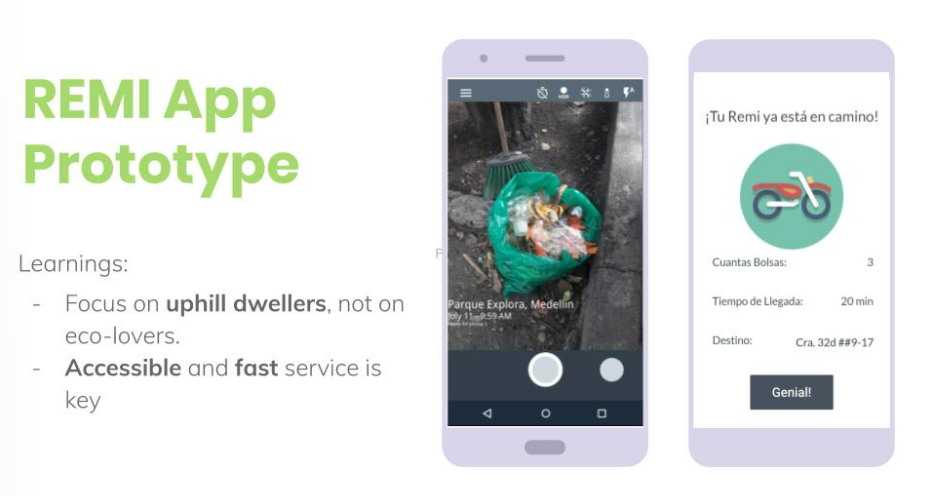 REMI App
Prototype
Learnings:
- Focus on uphill dwellers, not on
eco-lovers.
- Accessible and fast service is
key
Parque Explora, Medellin
July 11—9:59 AM
¡Tu Remi ya está en camino!
Cuantas Bolsas: 3
Tiempo de Llegada: 20 min
Destino: Cra. 32d ##9-17
Genial!